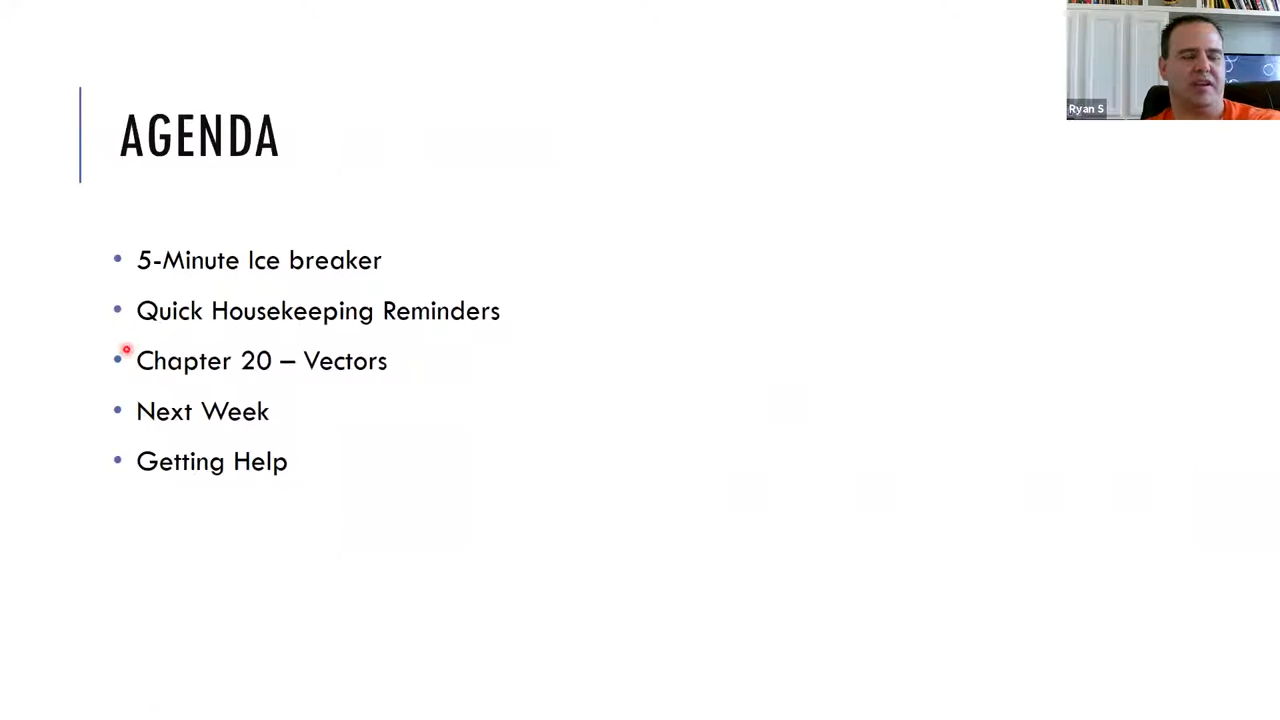 Ryan S
AGENDA
5-Minute Ice breaker
Quick Housekeeping Reminders
Chapter 20 – Vectors
Next Week
Getting Help